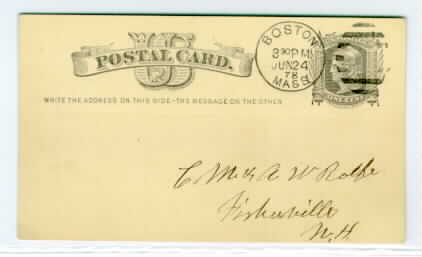 POSTAL CARD.
WRITE THE ADDRESS ON THIS SIDE - THE MESSAGE ON THE OTHER
BOSTON
3 30 PM
JUN 24
78
MASS
C. M. & A W Rolfe
Fisherville
N.H.